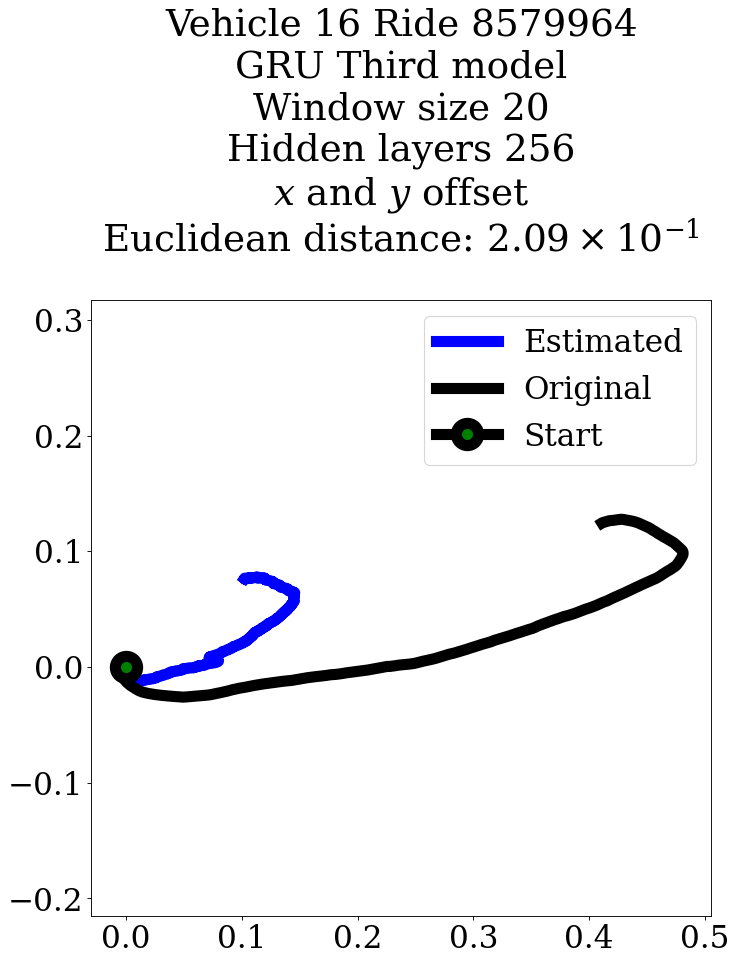 Vehicle 16 Ride 8579964
GRU Third model
Window size 20
Hidden layers 256
x and y offset
Euclidean distance: 2.09 × 10⁻¹
Estimated
Original
Start
0.3
0.2
0.1
0.0
−0.1
−0.2
0.0 0.1 0.2 0.3 0.4 0.5